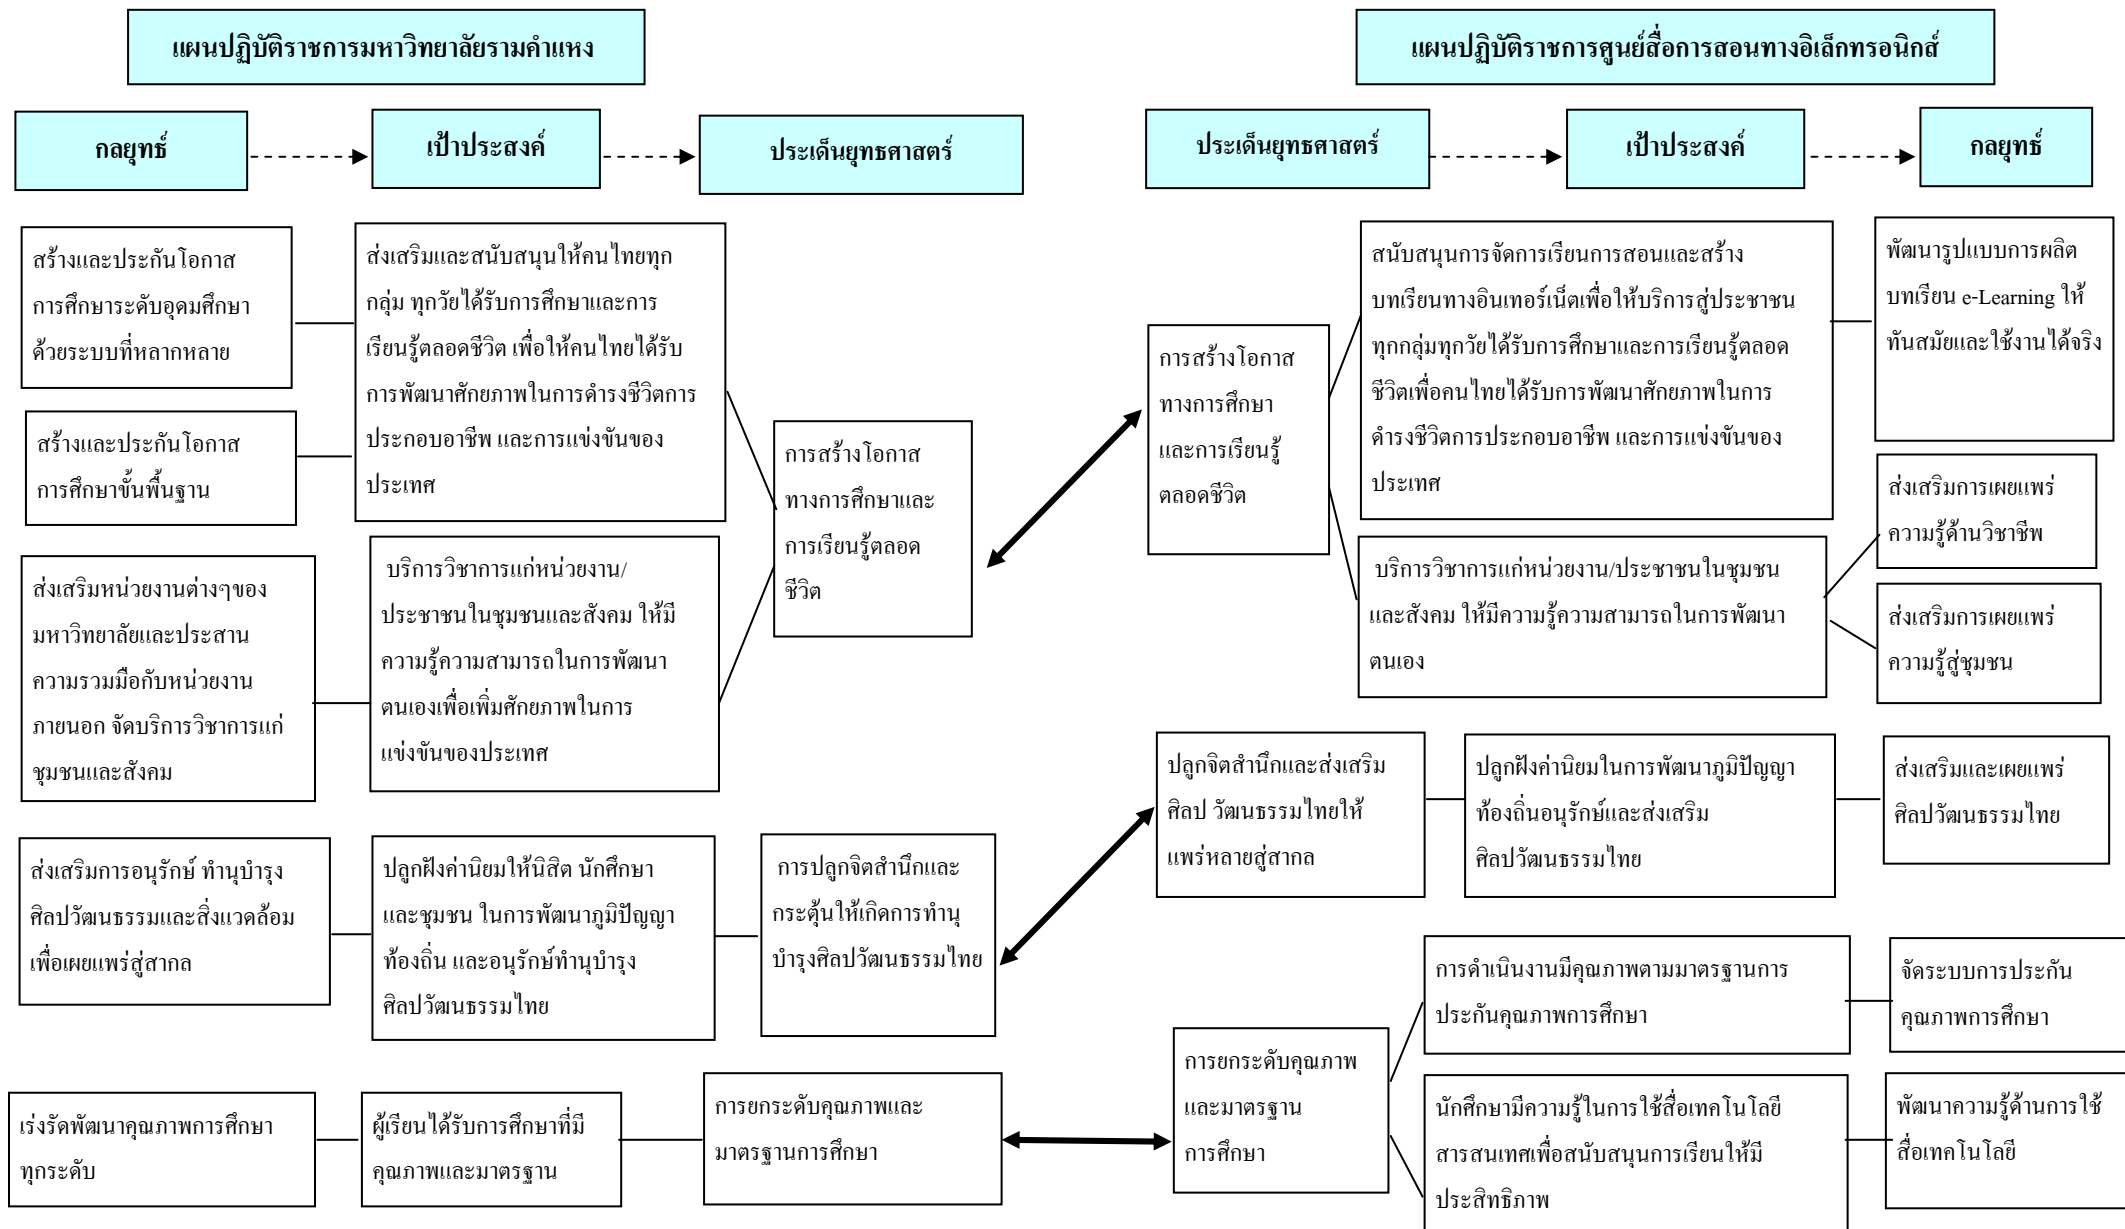 แผนปฏิบัติราชการมหาวิทยาลัยรามคำแหง
แผนปฏิบัติราชการศูนย์สื่อการสอนทางอิเล็กทรอนิกส์
กลยุทธ์
เป้าประสงค์
ประเด็นยุทธศาสตร์
ประเด็นยุทธศาสตร์
เป้าประสงค์
กลยุทธ์
สร้างและประกันโอกาส
การศึกษาระดับอุดมศึกษา
ด้วยระบบที่หลากหลาย
สร้างและประกันโอกาส
การศึกษาขั้นพื้นฐาน
ส่งเสริมและสนับสนุนให้คนไทยทุก
กลุ่ม ทุกวัยได้รับการศึกษาและการ
เรียนรู้ตลอดชีวิต เพื่อให้คนไทยได้รับ
การพัฒนาศักยภาพในการดำรงชีวิตการ
ประกอบอาชีพ และการแข่งขันของ
ประเทศ
ส่งเสริมหน่วยงานต่างๆของ
มหาวิทยาลัยและประสาน
ความรวมมือกับหน่วยงาน
ภายนอก จัดบริการวิชาการแก่
ชุมชนและสังคม
บริการวิชาการแก่หน่วยงาน/
ประชาชนในชุมชนและสังคม ให้มี
ความรู้ความสามารถในการพัฒนา
ตนเองเพื่อเพิ่มศักยภาพในการ
แข่งขันของประเทศ
การสร้างโอกาส
ทางการศึกษาและ
การเรียนรู้ตลอด
ชีวิต
การสร้างโอกาส
ทางการศึกษา
และการเรียนรู้
ตลอดชีวิต
สนับสนุนการจัดการเรียนการสอนและสร้าง
บทเรียนทางอินเทอร์เน็ตเพื่อให้บริการสู่ประชาชน
ทุกกลุ่มทุกวัยได้รับการศึกษาและการเรียนรู้ตลอด
ชีวิตเพื่อคนไทยได้รับการพัฒนาศักยภาพในการ
ดำรงชีวิตการประกอบอาชีพ และการแข่งขันของ
ประเทศ
พัฒนารูปแบบการผลิต
บทเรียน e-Learning ให้
ทันสมัยและใช้งานได้จริง
บริการวิชาการแก่หน่วยงาน/ประชาชนในชุมชน
และสังคม ให้มีความรู้ความสามารถในการพัฒนา
ตนเอง
ส่งเสริมการเผยแพร่
ความรู้ด้านวิชาชีพ
ส่งเสริมการเผยแพร่
ความรู้สู่ชุมชน
ส่งเสริมการอนุรักษ์ ทำนุบำรุง
ศิลปวัฒนธรรมและสิ่งแวดล้อม
เพื่อเผยแพร่สู่สากล
ปลูกฝังค่านิยมให้นิสิต นักศึกษา
และชุมชน ในการพัฒนาภูมิปัญญา
ท้องถิ่น และอนุรักษ์ทำนุบำรุง
ศิลปวัฒนธรรมไทย
การปลูกจิตสำนึกและ
กระตุ้นให้เกิดการทำนุ
บำรุงศิลปวัฒนธรรมไทย
ปลูกจิตสำนึกและส่งเสริม
ศิลป วัฒนธรรมไทยให้
แพร่หลายสู่สากล
ปลูกฝังค่านิยมในการพัฒนาภูมิปัญญา
ท้องถิ่นอนุรักษ์และส่งเสริม
ศิลปวัฒนธรรมไทย
ส่งเสริมและเผยแพร่
ศิลปวัฒนธรรมไทย
เร่งรัดพัฒนาคุณภาพการศึกษา
ทุกระดับ
ผู้เรียนได้รับการศึกษาที่มี
คุณภาพและมาตรฐาน
การยกระดับคุณภาพและ
มาตรฐานการศึกษา
การยกระดับคุณภาพ
และมาตรฐาน
การศึกษา
การดำเนินงานมีคุณภาพตามมาตรฐานการ
ประกันคุณภาพการศึกษา
จัดระบบการประกัน
คุณภาพการศึกษา
นักศึกษามีความรู้ในการใช้สื่อเทคโนโลยี
สารสนเทศเพื่อสนับสนุนการเรียนให้มี
ประสิทธิภาพ
พัฒนาความรู้ด้านการใช้
สื่อเทคโนโลยี